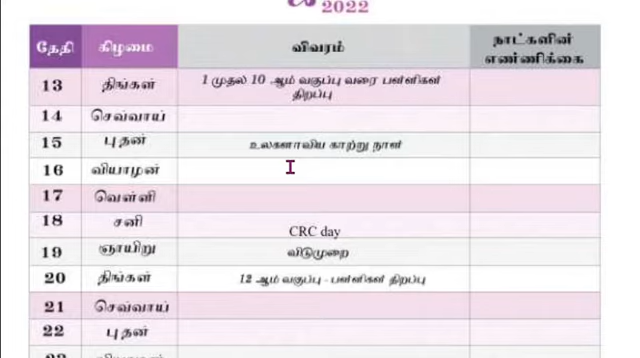 2022
தேதி கிழமை விவரம் நாட்களின் எண்ணிக்கை
13 திங்கள் 1 முதல் 10 ஆம் வகுப்பு வரை பள்ளிகள் திறப்பு
14 செவ்வாய்
15 புதன் உலகளாவிய காற்று நாள்
16 வியாழன்
17 வெள்ளி
18 சனி CRC day
19 ஞாயிறு விடுமுறை
20 திங்கள் 12 ஆம் வகுப்பு - பள்ளிகள் திறப்பு
21 செவ்வாய்
22 புதன்